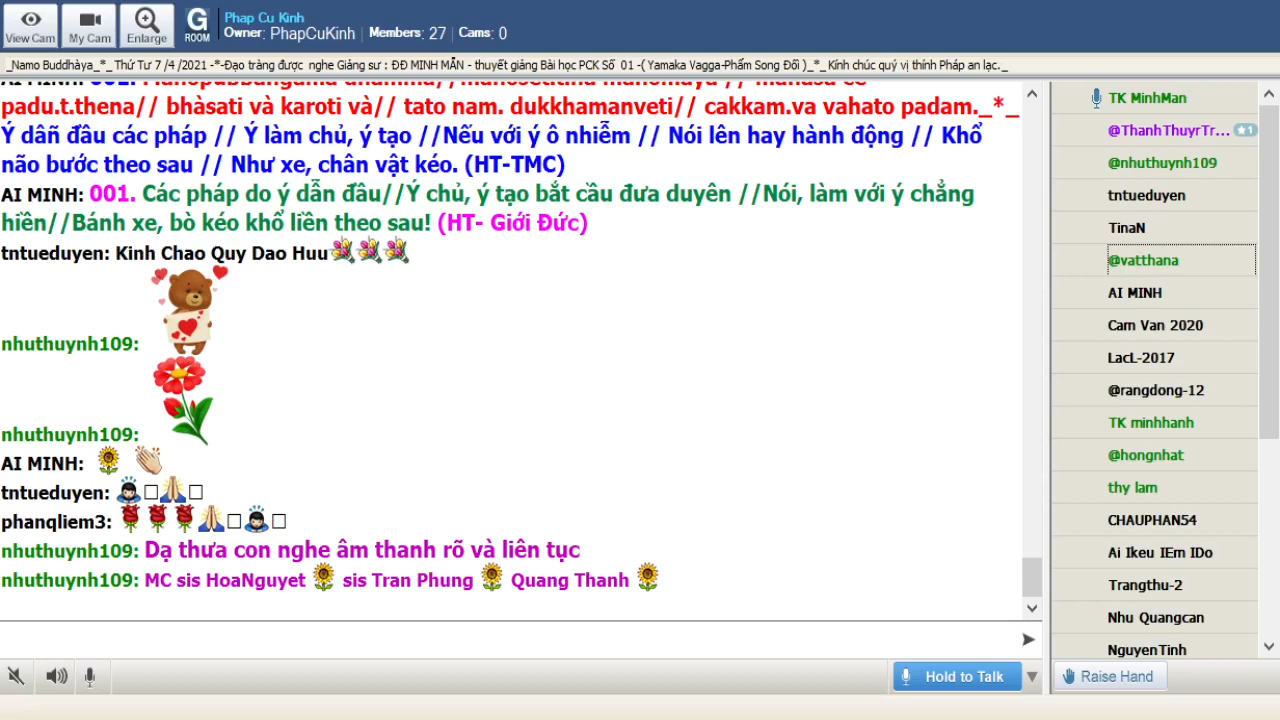 View Cam
My Cam
Enlarge
G
ROOM
Phap Cu Kinh
Owner: PhapCuKinh | Members: 27 | Cams: 0
_Namo Buddhàya_*_ Thứ Tư 7 /4 /2021 -*-Đạo tràng được nghe Giảng sư : ĐĐ MINH MẪN - thuyết giảng Bài học PCK Số 01 -( Yamaka Vagga-Phẩm Song Đối )_*_ Kính chúc quý vị thính Pháp an lạc._
padu.t.thena// bhàsati và karoti và// tato nam. dukkhamanveti// cakkam.va vahato padam._*_
Ý dẫn đầu các pháp // Ý làm chủ, ý tạo //Nếu với ý ô nhiễm // Nói lên hay hành động // Khổ
não bước theo sau // Như xe, chân vật kéo. (HT-TMC)
AI MINH: 001. Các pháp do ý dẫn đầu//Ý chủ, ý tạo bắt cầu đưa duyên //Nói, làm với ý chẳng
hiền//Bánh xe, bò kéo khổ liền theo sau! (HT- Giới Đức)
tntueduyen: Kinh Chao Quy Dao Huu
nhuthuynh109:
nhuthuynh109:
AI MINH:
tntueduyen:
phanqliem3:
nhuthuynh109: Dạ thưa con nghe âm thanh rõ và liên tục
nhuthuynh109: MC sis HoaNguyet sis Tran Phung Quang Thanh
TK MinhMan
@ThanhThuyrTr... ★1
@nhuthuynh109
tntueduyen
TinaN
@vatthana
AI MINH
Cam Van 2020
LacL-2017
@rangdong-12
TK minhhanh
@hongnhat
thy lam
CHAUPHAN54
Ai Ikeu IEm IDo
Trangthu-2
Nhu Quangcan
NguyenTinh
Hold to Talk
Raise Hand